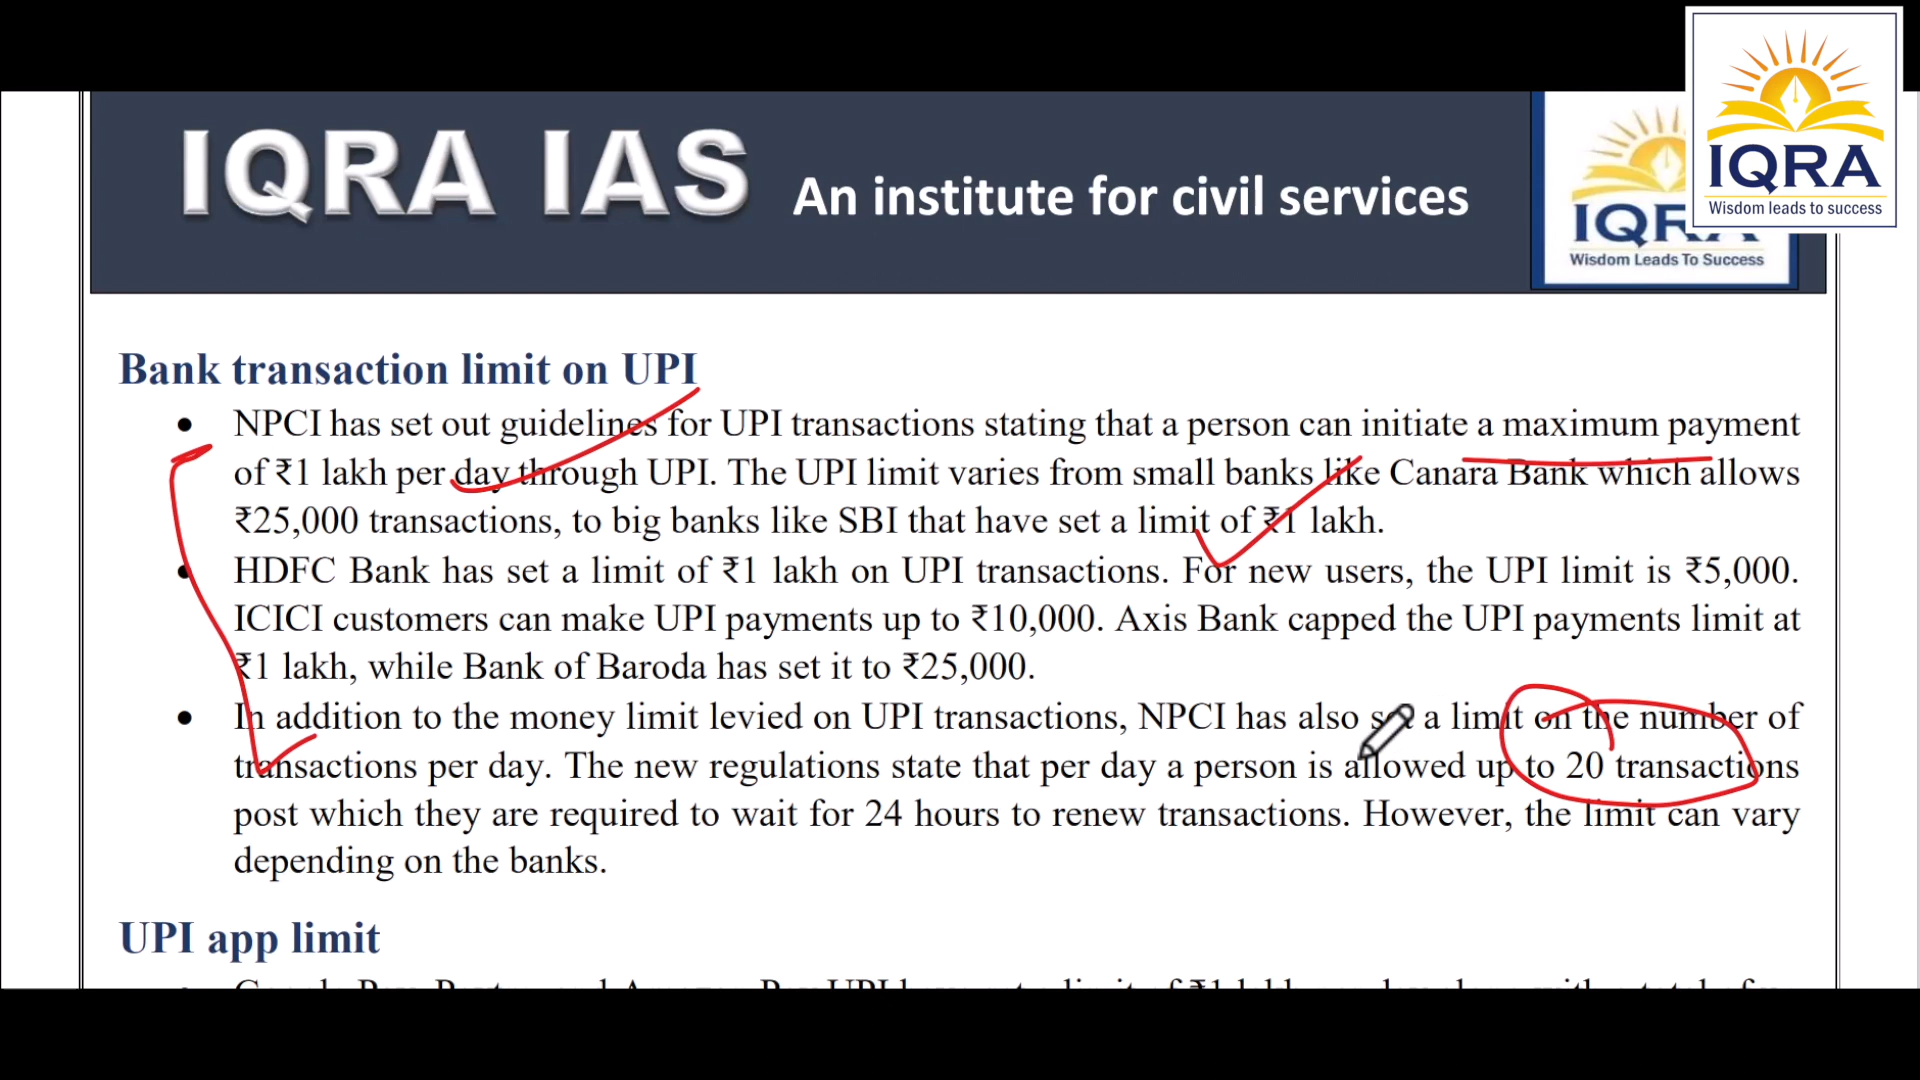 IQRA IAS An institute for civil services
IQRA
Wisdom leads to success
IQRA
Wisdom Leads To Success
Bank transaction limit on UPI
• NPCI has set out guidelines for UPI transactions stating that a person can initiate a maximum payment
of ₹1 lakh per day through UPI. The UPI limit varies from small banks like Canara Bank which allows
₹25,000 transactions, to big banks like SBI that have set a limit of ₹1 lakh.
• HDFC Bank has set a limit of ₹1 lakh on UPI transactions. For new users, the UPI limit is ₹5,000.
ICICI customers can make UPI payments up to ₹10,000. Axis Bank capped the UPI payments limit at
₹1 lakh, while Bank of Baroda has set it to ₹25,000.
• In addition to the money limit levied on UPI transactions, NPCI has also set a limit on the number of
transactions per day. The new regulations state that per day a person is allowed up to 20 transactions
post which they are required to wait for 24 hours to renew transactions. However, the limit can vary
depending on the banks.
UPI app limit